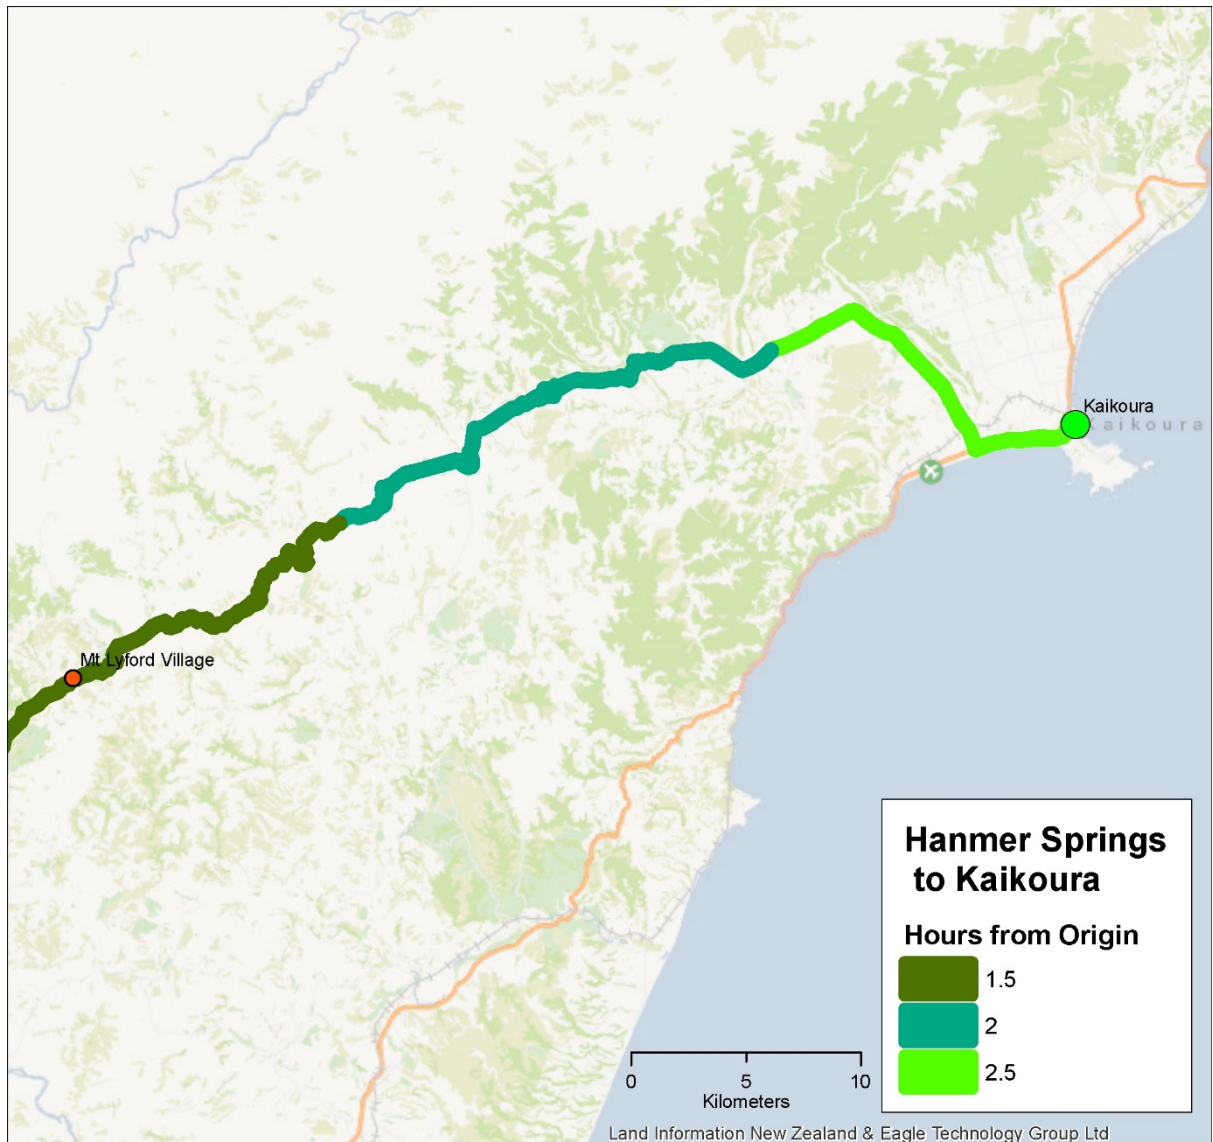 Kaikoura
Kaikoura
Mt Lyford Village
Hanmer Springs
to Kaikoura
Hours from Origin
1.5
2
2.5
0 5 10
Kilometers
Land Information New Zealand & Eagle Technology Group Ltd